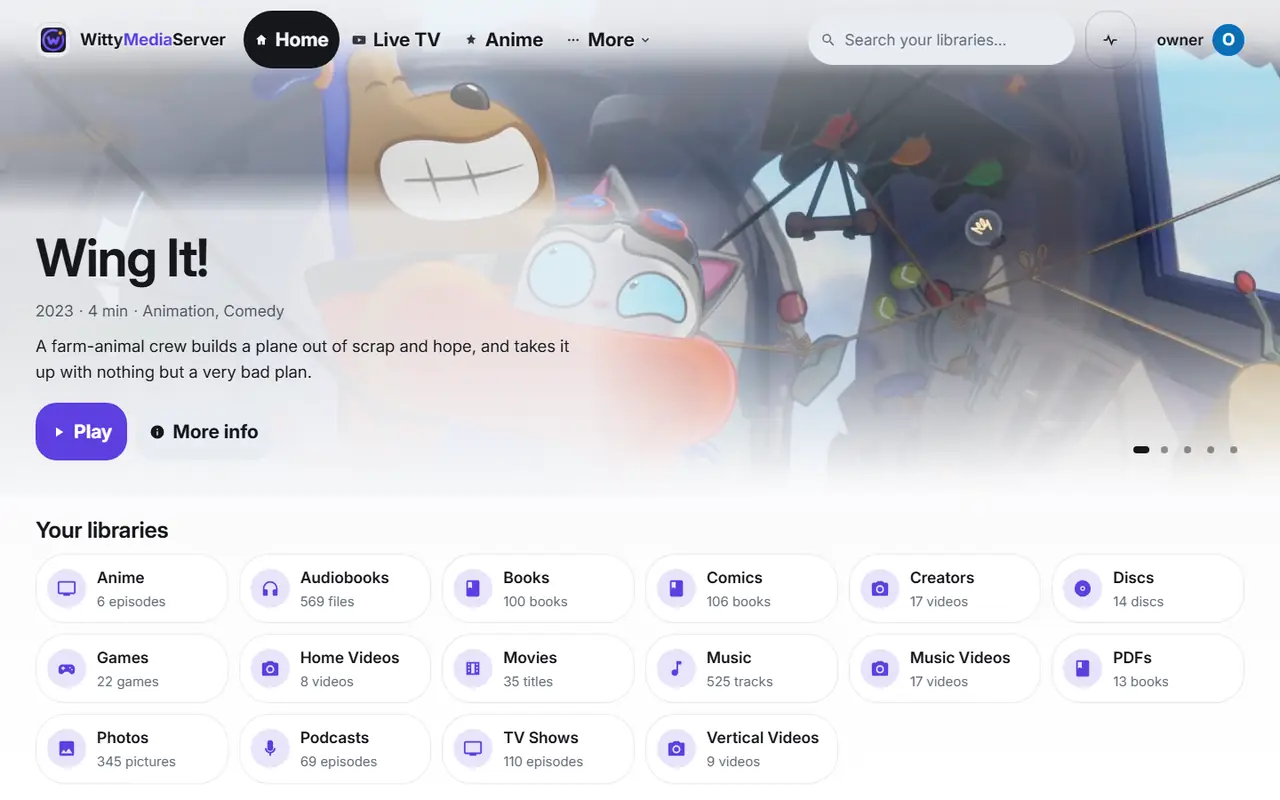 WittyMediaServer
Home
Live TV
Anime
More
Search your libraries...
owner
O
Wing It!
2023 · 4 min · Animation, Comedy
A farm-animal crew builds a plane out of scrap and hope, and takes it
up with nothing but a very bad plan.
Play
More info
Your libraries
Anime
6 episodes
Audiobooks
569 files
Books
100 books
Comics
106 books
Creators
17 videos
Discs
14 discs
Games
22 games
Home Videos
8 videos
Movies
35 titles
Music
525 tracks
Music Videos
17 videos
PDFs
13 books
Photos
345 pictures
Podcasts
69 episodes
TV Shows
110 episodes
Vertical Videos
9 videos